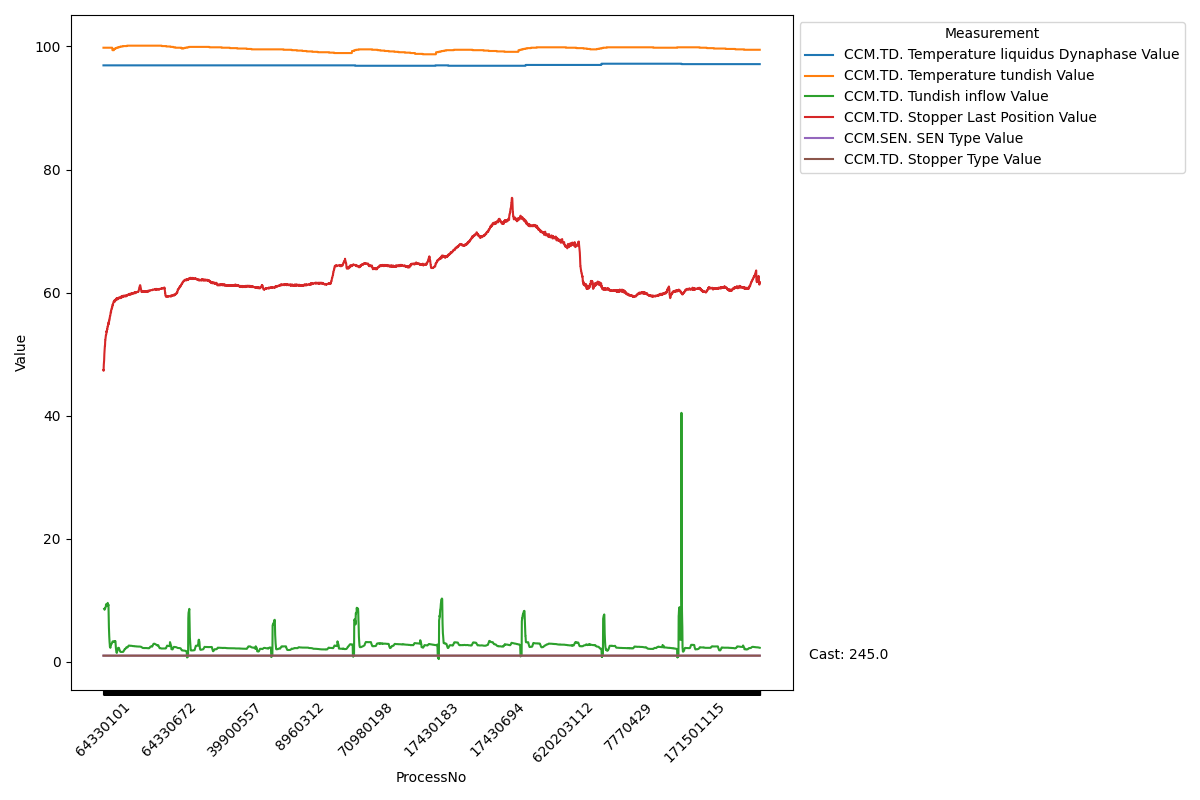 Measurement
CCM.TD. Temperature liquidus Dynaphase Value
CCM.TD. Temperature tundish Value
CCM.TD. Tundish inflow Value
CCM.TD. Stopper Last Position Value
CCM.SEN. SEN Type Value
CCM.TD. Stopper Type Value
100
80
60
40
20
0
Value
Cast: 245.0
64330101
64330672
39900557
8960312
70980198
17430183
17430694
620203112
7770429
171501115
ProcessNo